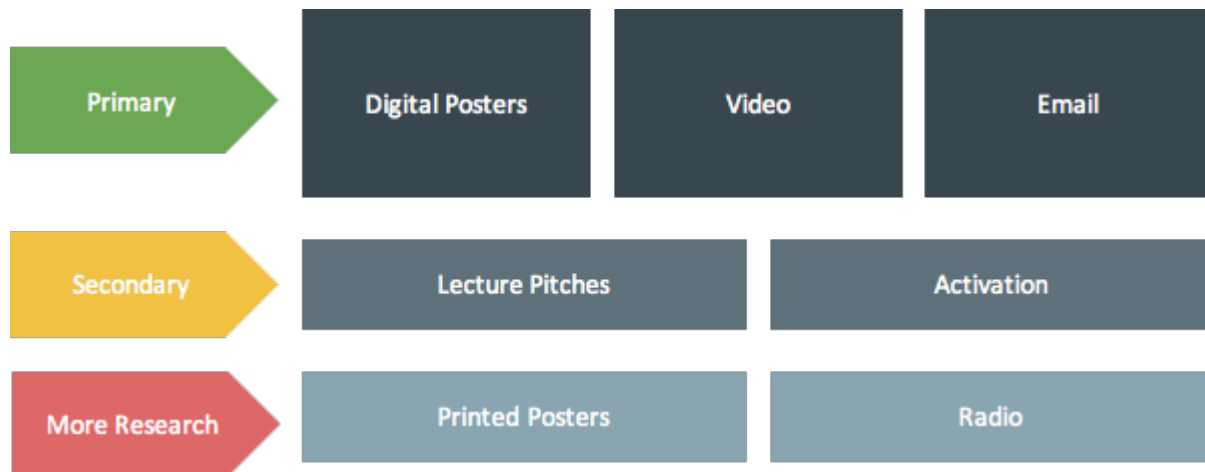 Primary
Digital Posters
Video
Email
Secondary
Lecture Pitches
Activation
More Research
Printed Posters
Radio